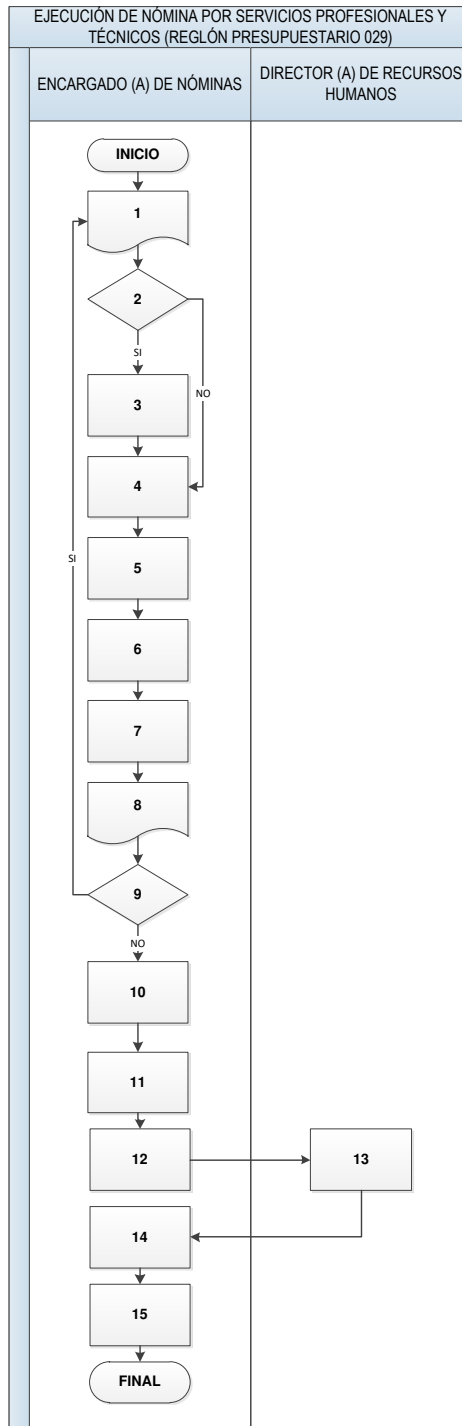 EJECUCIÓN DE NÓMINA POR SERVICIOS PROFESIONALES Y
TÉCNICOS (REGLÓN PRESUPUESTARIO 029)
ENCARGADO (A) DE NÓMINAS
DIRECTOR (A) DE RECURSOS
HUMANOS
INICIO
1
2
SI
3
NO
4
5
SI
6
7
8
9
NO
10
11
12
13
14
15
FINAL